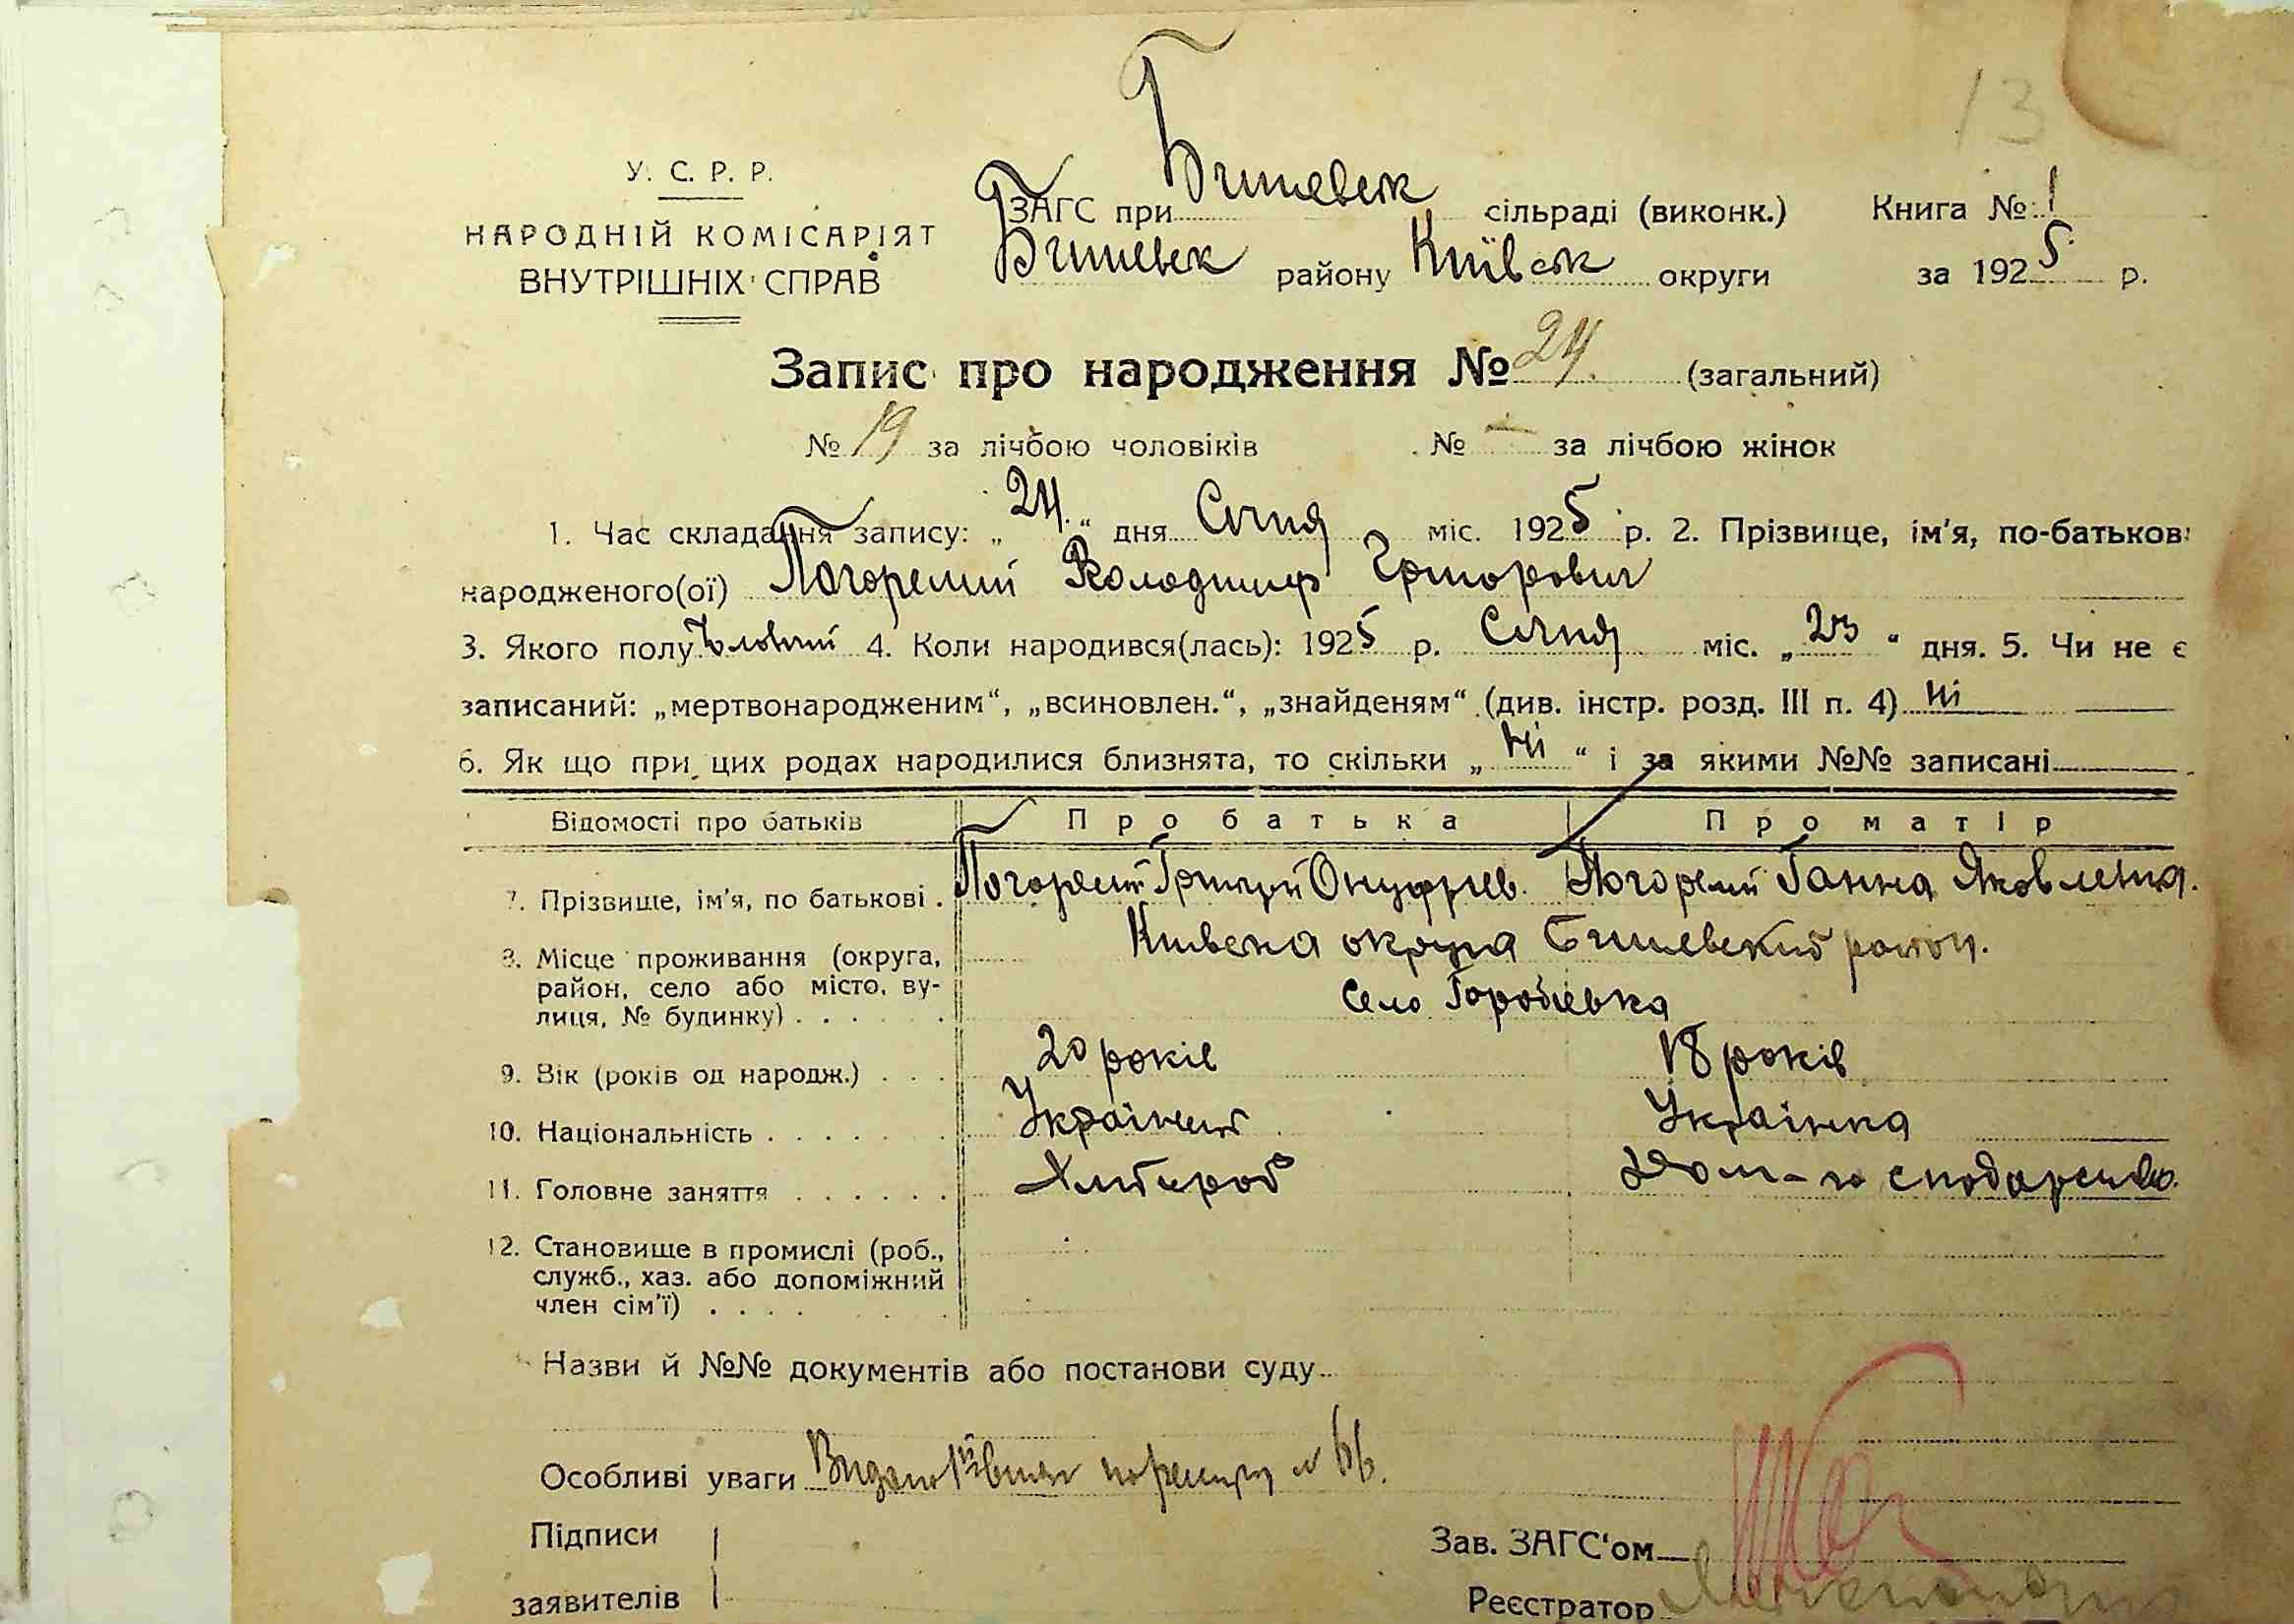 13
У. С. Р. Р.
НАРОДНІЙ КОМІСАРІЯТ
ВНУТРІШНІХ СПРАВ
ЗАГС при Бишевск сільраді (виконк.) Книга № 1
Бишевск району Київськ округи за 1925 р.
Запис про народження № 24. (загальний)
№ 19 за лічбою чоловіків № — за лічбою жінок
1. Час складання запису: „24.“ дня Січня міс. 1925 р. 2. Прізвище, ім'я, по-батьков
народженого(ої) Погорелий Володимир Григорович
3. Якого полу 4. Коли народився(лась): 1925 р. Січня міс. „23“ дня. 5. Чи не є
записаний: „мертвонародженим“, „всиновлен.“, „знайденям“ (див. інстр. розд. III п. 4) ні
6. Як що при цих родах народилися близнята, то скільки „ні“ і за якими №№ записані
Відомості про батьків Про батька Про матір
7. Прізвище, ім'я, по батькові . Погорелий Григорій Онуфрієв. Погорелий Ганна Яковлевна.
8. Місце проживання (округа, район, село або місто, вулиця, № будинку) . . . . Київска округа Бишевский район.
Село Горобіевка
9. Вік (років од народж.) . . . 20 років 18 років
10. Національність . . . . . . . Українец Українка
11. Головне заняття . . . . . . Хлібороб Дом-го сподарство.
12. Становище в промислі (роб.,
служб., хаз. або допоміжний
член сім'ї) . . . .
Назви й №№ документів або постанови суду
Особливі уваги № 66.
Підписи
заявителів
Зав. ЗАГС'ом
Реєстратор